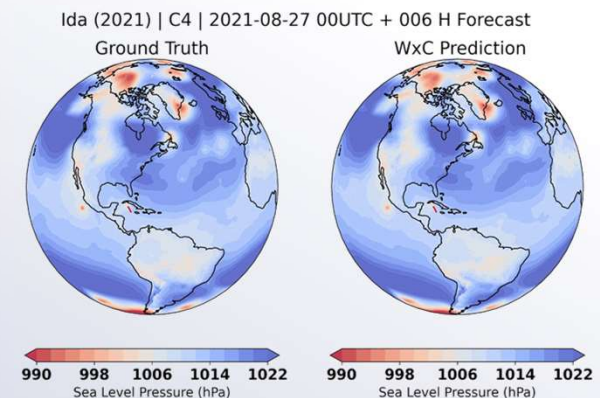 Ida (2021) | C4 | 2021-08-27 00UTC + 006 H Forecast
Ground Truth
WxC Prediction
990 998 1006 1014 1022
Sea Level Pressure (hPa)
990 998 1006 1014 1022
Sea Level Pressure (hPa)